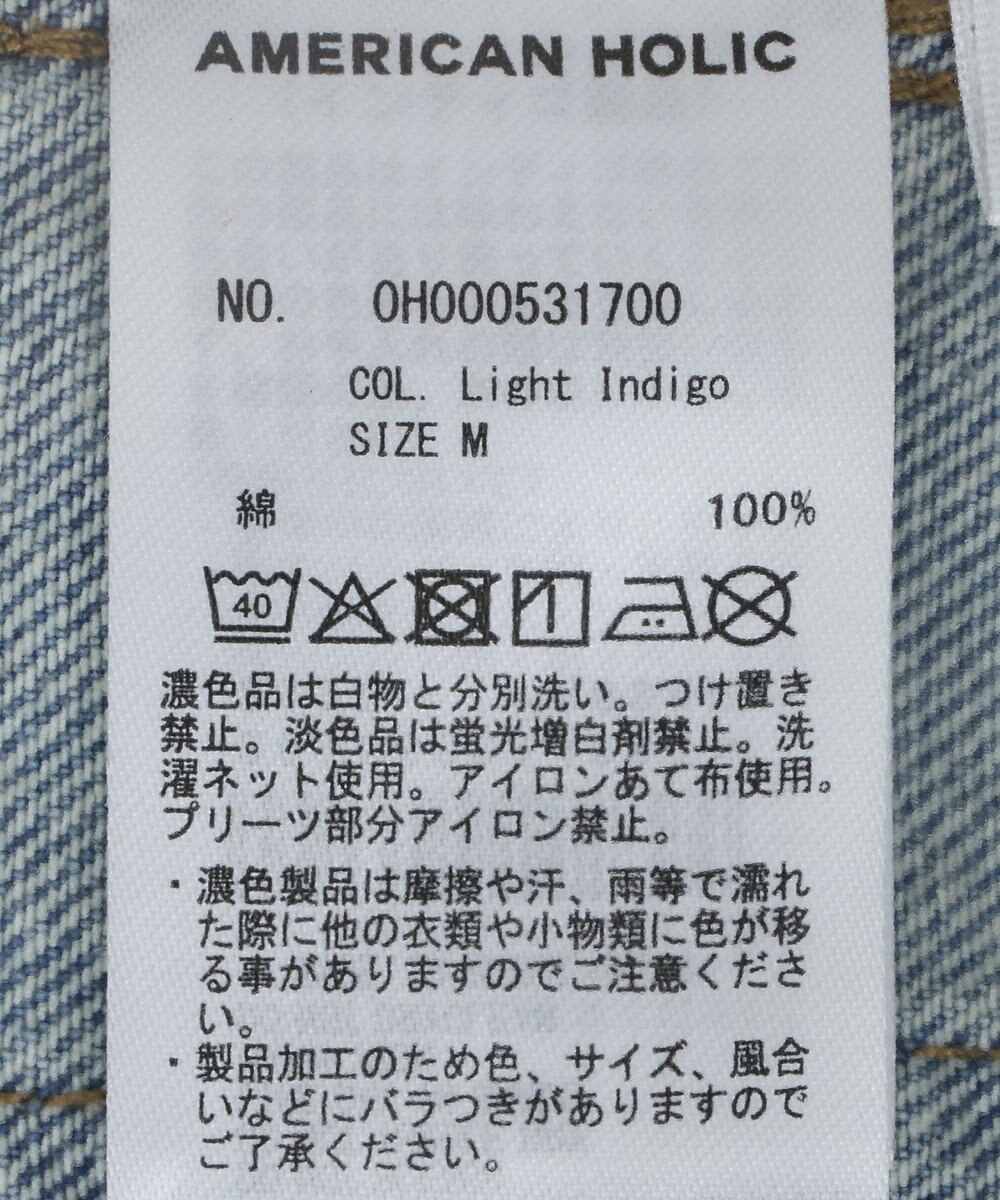 AMERICAN HOLIC
NO. OH000531700
COL. Light Indigo
SIZE M
綿 100%
40
濃色品は白物と分別洗い。つけ置き
禁止。淡色品は蛍光増白剤禁止。洗
濯ネット使用。アイロンあて布使用。
プリーツ部分アイロン禁止。
・濃色製品は摩擦や汗、雨等で濡れ
た際に他の衣類や小物類に色が移
る事がありますのでご注意くださ
い。
・製品加工のため色、サイズ、風合
いなどにバラつきがありますので
ご了承ください。